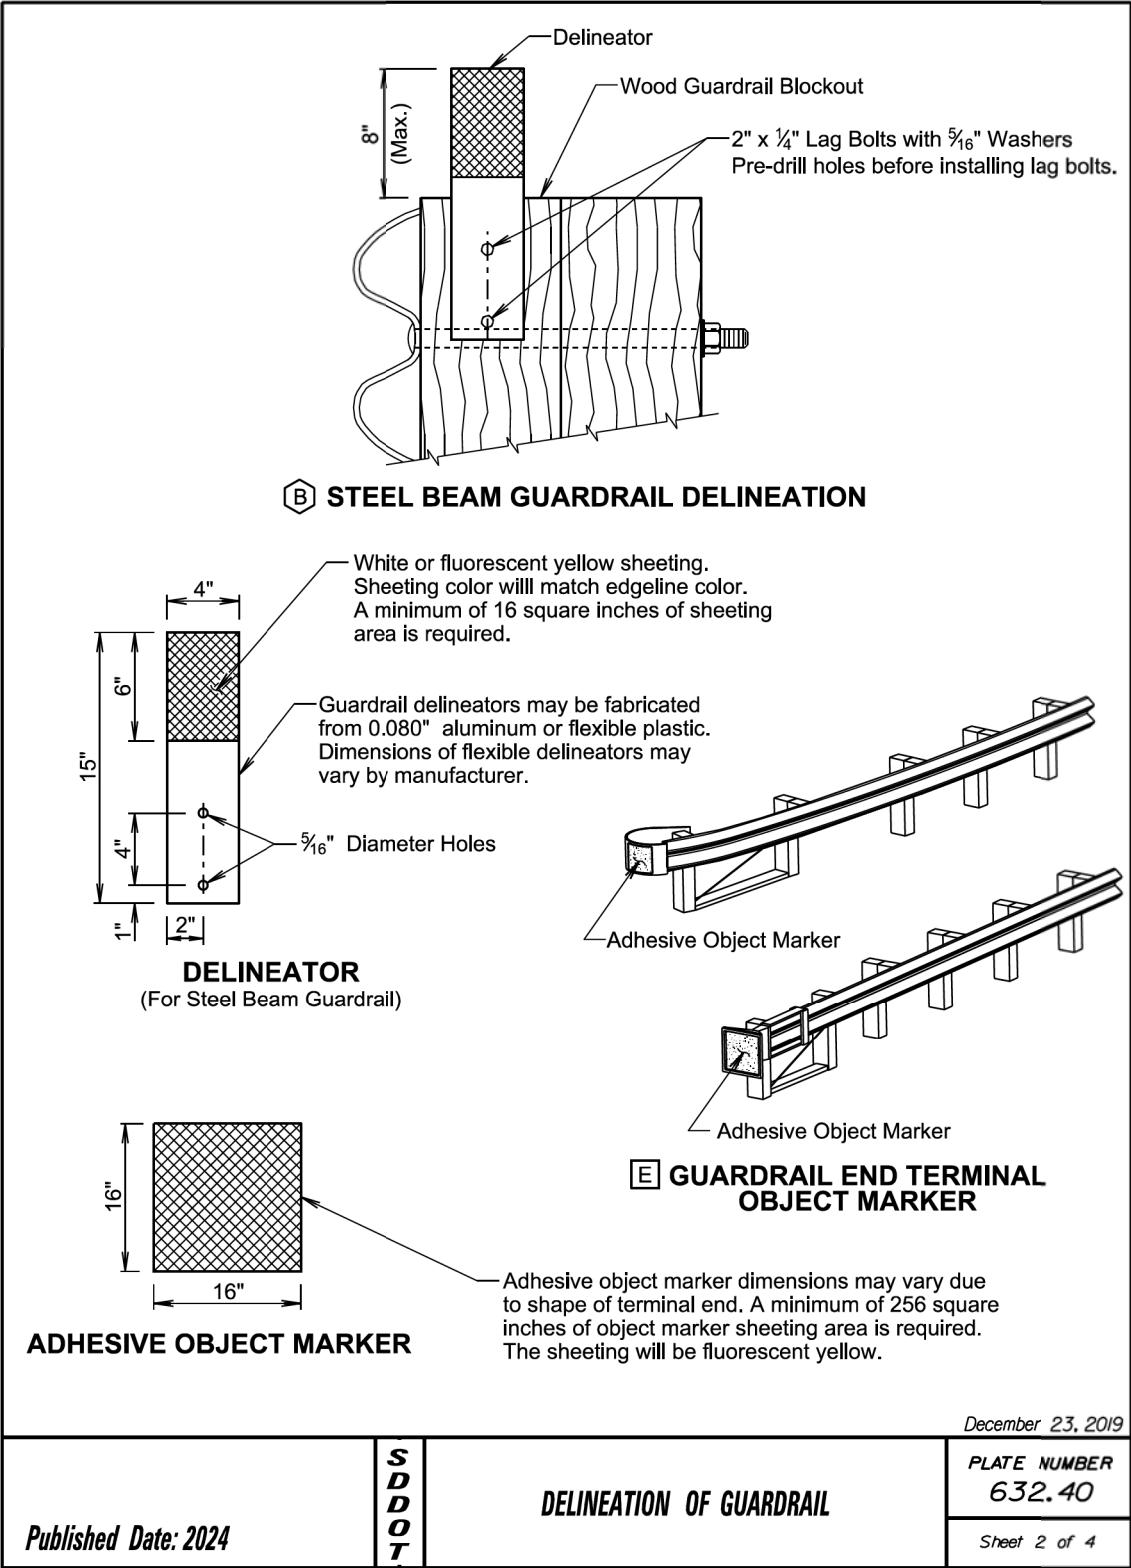 Delineator
Wood Guardrail Blockout
8"
(Max.)
2" x 1/4" Lag Bolts with 5/16" Washers
Pre-drill holes before installing lag bolts.
B STEEL BEAM GUARDRAIL DELINEATION
White or fluorescent yellow sheeting.
Sheeting color willl match edgeline color.
A minimum of 16 square inches of sheeting
area is required.
4"
6"
15"
Guardrail delineators may be fabricated
from 0.080" aluminum or flexible plastic.
Dimensions of flexible delineators may
vary by manufacturer.
4"
5/16" Diameter Holes
1"
2"
DELINEATOR
(For Steel Beam Guardrail)
Adhesive Object Marker
Adhesive Object Marker
E GUARDRAIL END TERMINAL
OBJECT MARKER
16"
16"
ADHESIVE OBJECT MARKER
Adhesive object marker dimensions may vary due
to shape of terminal end. A minimum of 256 square
inches of object marker sheeting area is required.
The sheeting will be fluorescent yellow.
December 23, 2019
Published Date: 2024
SDDOT
DELINEATION OF GUARDRAIL
PLATE NUMBER
632.40
Sheet 2 of 4